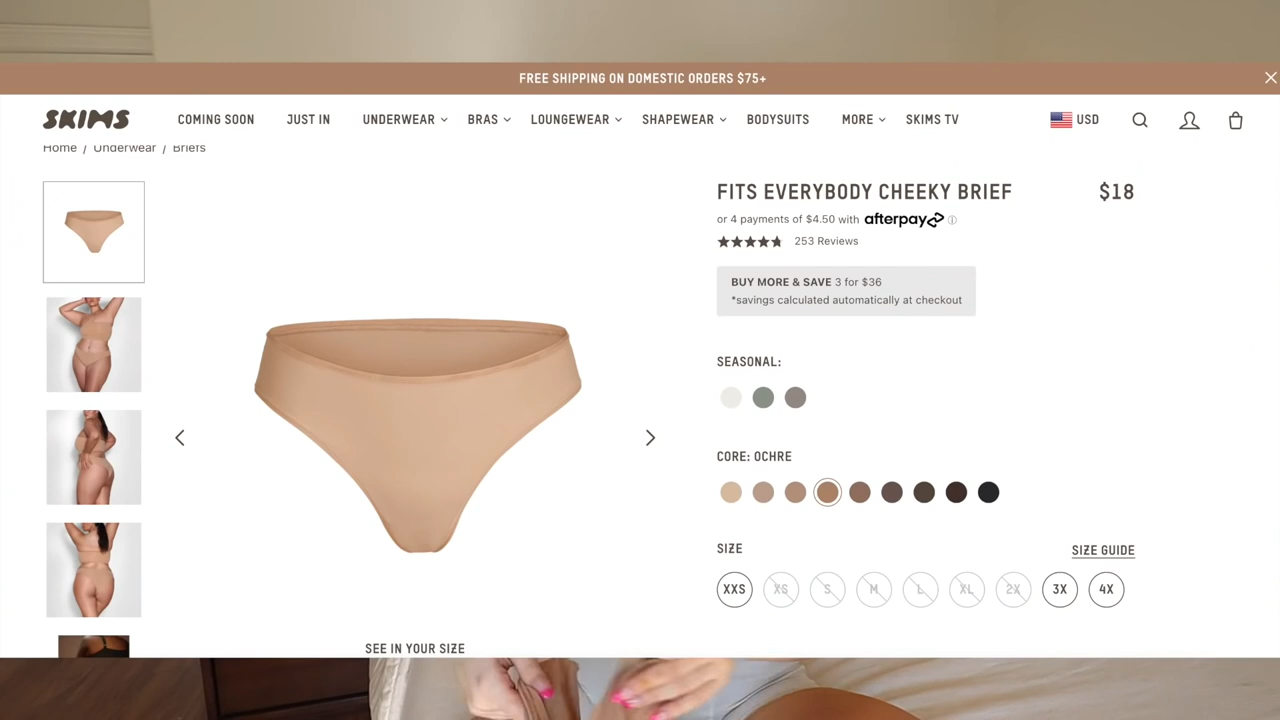 FREE SHIPPING ON DOMESTIC ORDERS $75+
SKIMS
COMING SOON
JUST IN
UNDERWEAR
BRAS
LOUNGEWEAR
SHAPEWEAR
BODYSUITS
MORE
SKIMS TV
USD
Home / Underwear / Briefs
FITS EVERYBODY CHEEKY BRIEF
$18
or 4 payments of $4.50 with afterpay
253 Reviews
BUY MORE & SAVE 3 for $36
*savings calculated automatically at checkout
SEASONAL:
CORE: OCHRE
SIZE
SIZE GUIDE
XXS XS S M L XL 2X 3X 4X
SEE IN YOUR SIZE